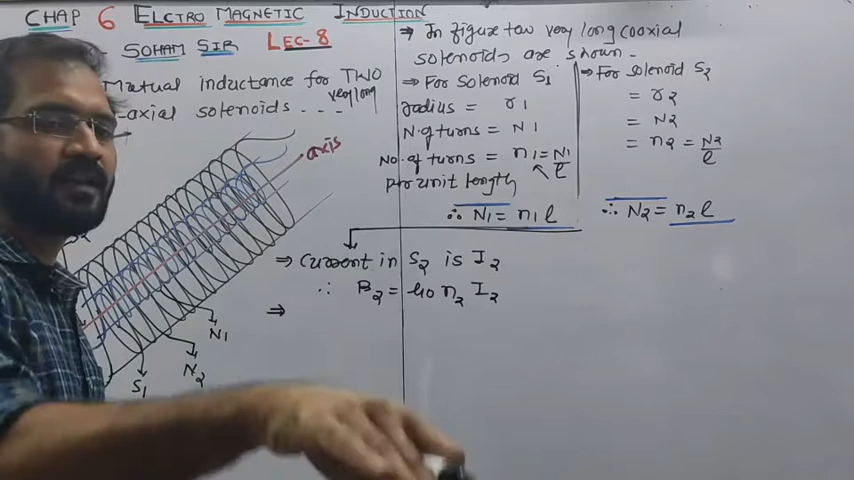 CHAP 6 ELCTRO MAGNETIC INDUCTION
- SOHAM SIR LEC-8
Mutual inductance for TWO
very long
-axial solenoids . . .
axis
N1
N2
S1
⇒ In figure two very long coaxial
solenoids are shown.
⇒ For Solenoid S1
radius = r1
N. of turns = N1
No. of turns = n1 = N1/l
per unit length
∴ N1 = n1 l
⇒ For solenoid S2
= r2
= N2
= n2 = N2/l
∴ N2 = n2 l
⇒ Current in S2 is I2
∴ B2 = μ0 n2 I2
⇒